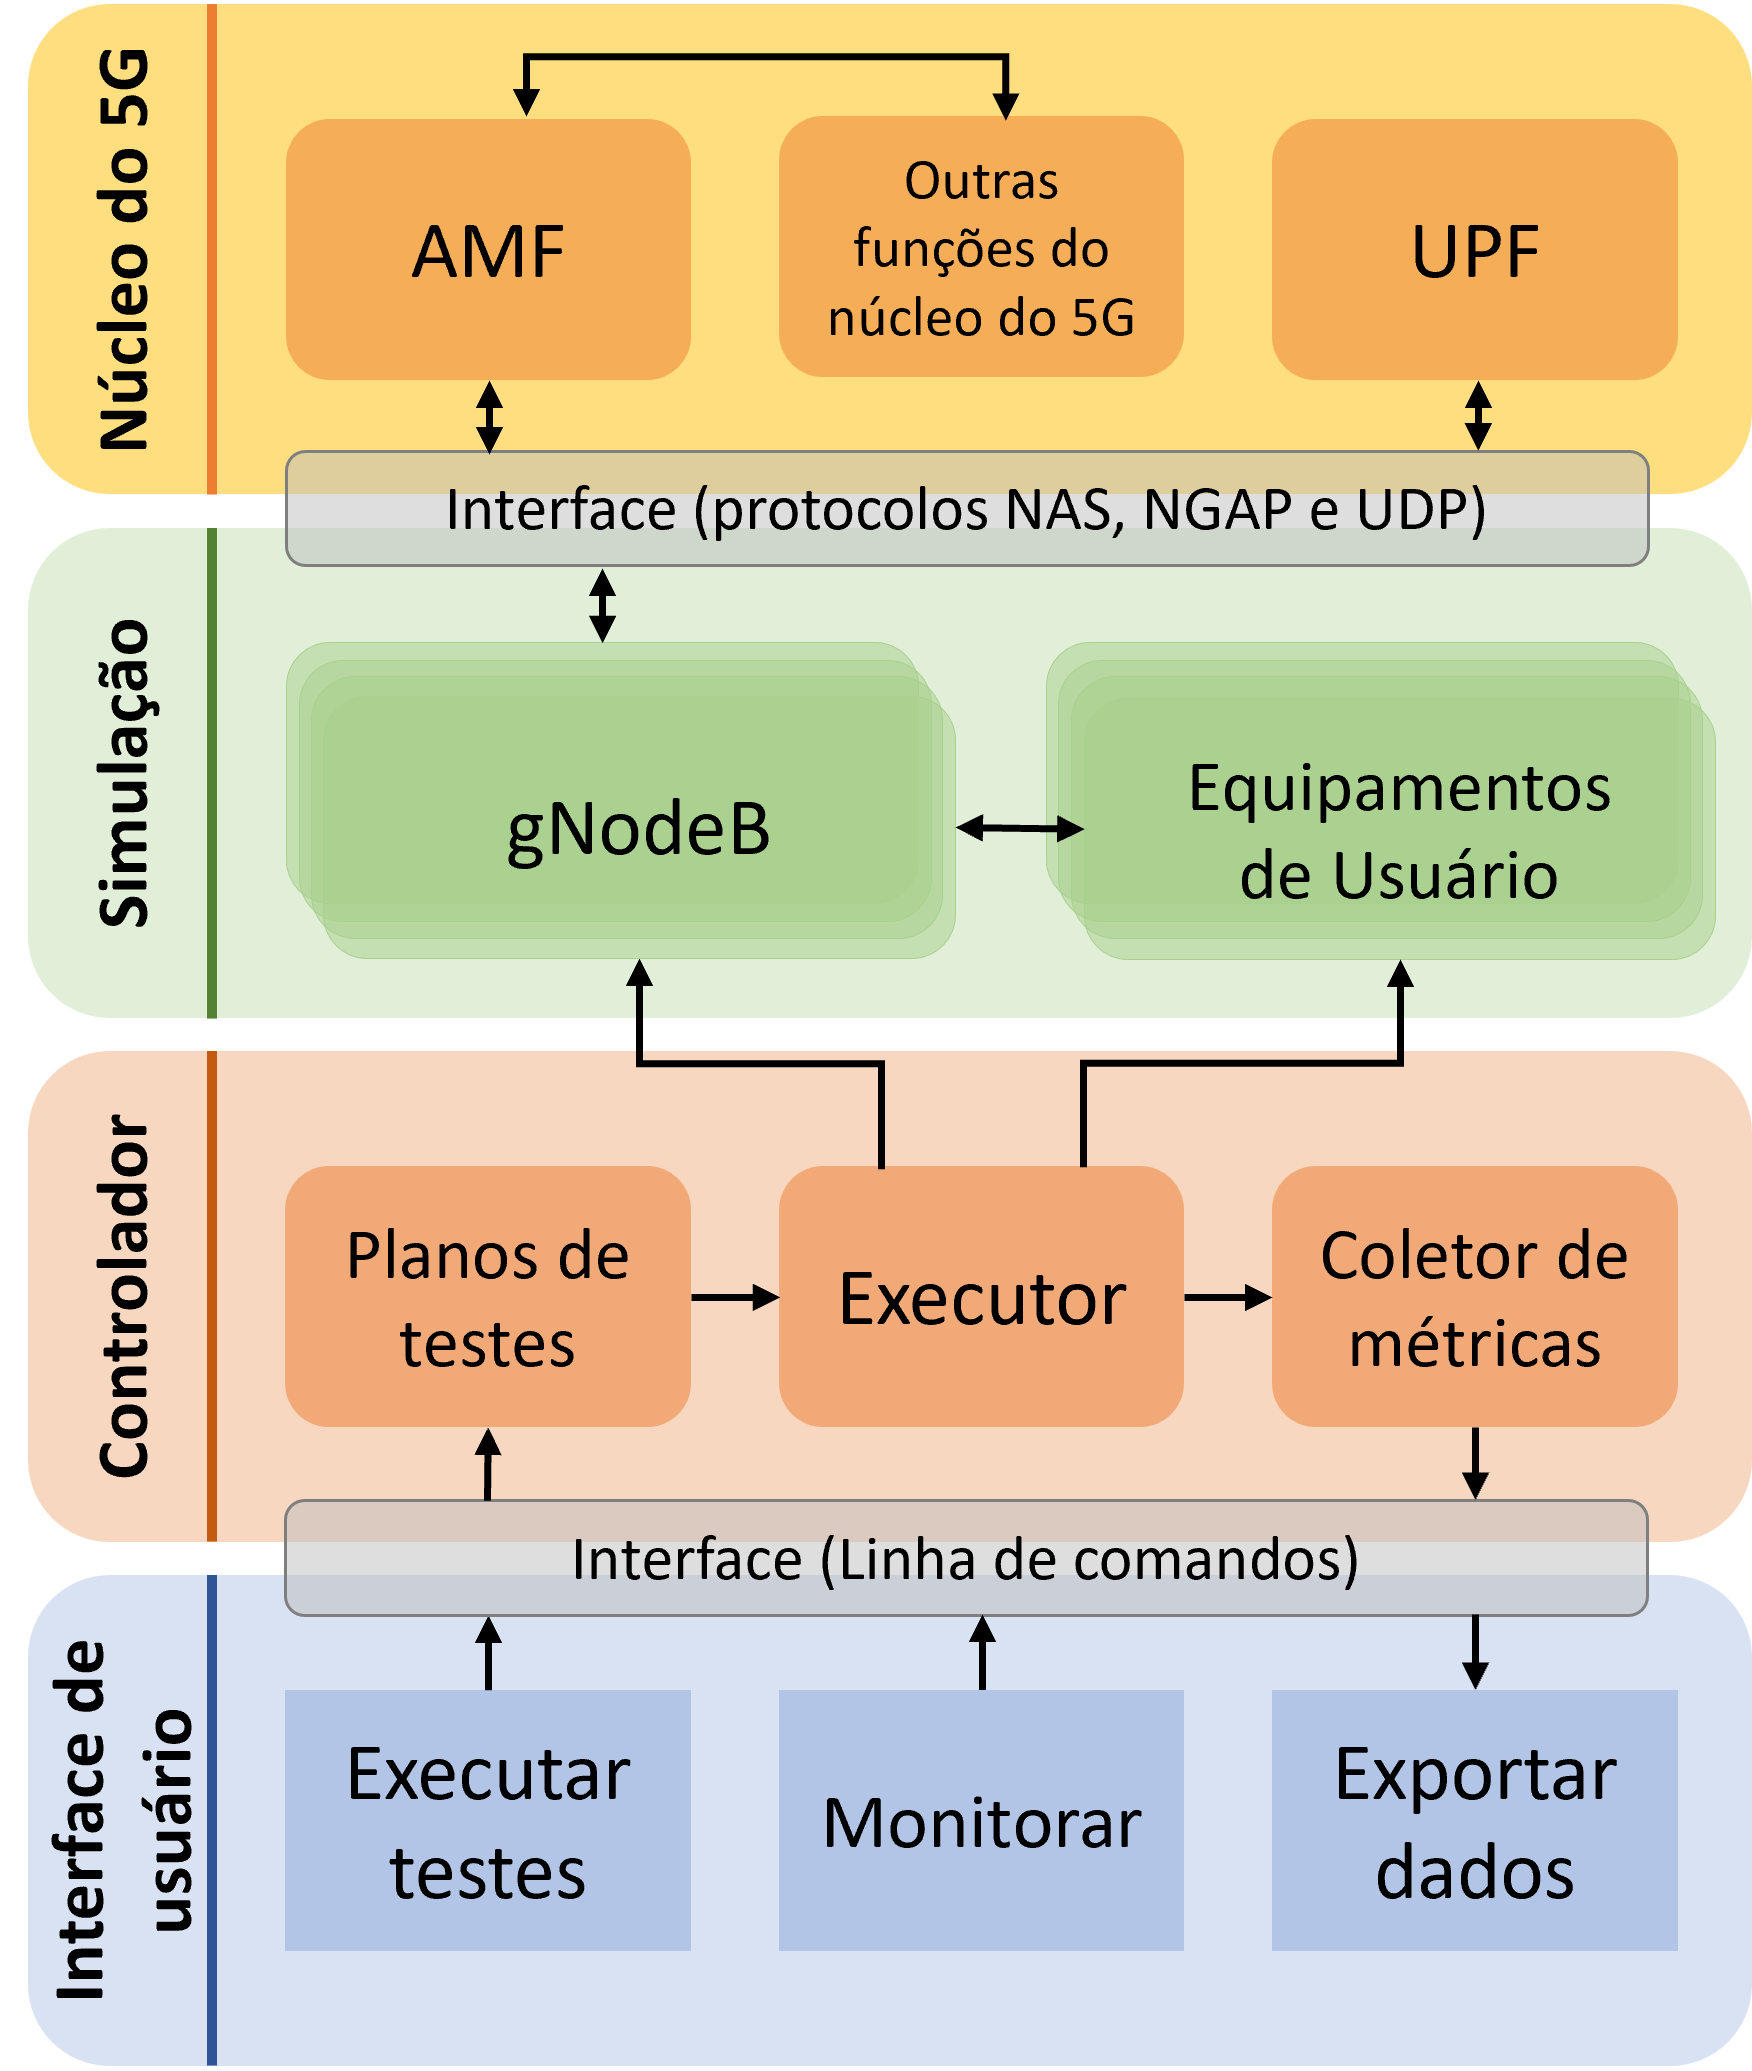 Núcleo do 5G
AMF
Outras
funções do
núcleo do 5G
UPF
Interface (protocolos NAS, NGAP e UDP)
Simulação
gNodeB
Equipamentos
de Usuário
Controlador
Planos de
testes
Executor
Coletor de
métricas
Interface (Linha de comandos)
Interface de
usuário
Executar
testes
Monitorar
Exportar
dados